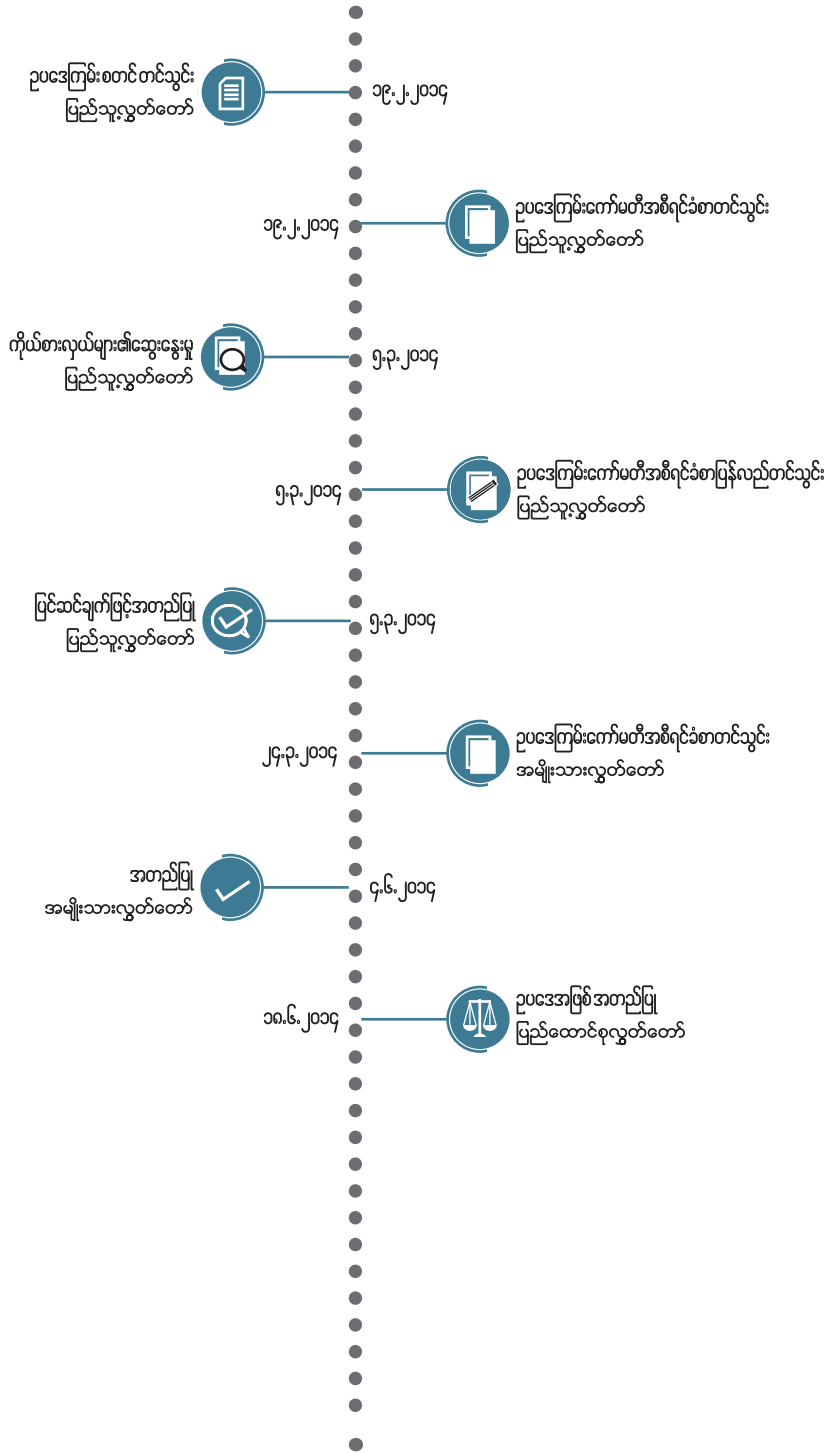 ဥပဒေကြမ်းစတင်တင်သွင်း
ပြည်သူ့လွှတ်တော်
၁၉.၂.၂၀၁၄
ဥပဒေကြမ်းကော်မတီအစီရင်ခံစာတင်သွင်း
ပြည်သူ့လွှတ်တော်
၁၉.၂.၂၀၁၄
ကိုယ်စားလှယ်များ၏ဆွေးနွေးမှု
ပြည်သူ့လွှတ်တော်
၅.၃.၂၀၁၄
ဥပဒေကြမ်းကော်မတီအစီရင်ခံစာပြန်လည်တင်သွင်း
ပြည်သူ့လွှတ်တော်
၅.၃.၂၀၁၄
ပြင်ဆင်ချက်ဖြင့်အတည်ပြု
ပြည်သူ့လွှတ်တော်
၅.၃.၂၀၁၄
ဥပဒေကြမ်းကော်မတီအစီရင်ခံစာတင်သွင်း
အမျိုးသားလွှတ်တော်
၂၄.၃.၂၀၁၄
အတည်ပြု
အမျိုးသားလွှတ်တော်
၄.၆.၂၀၁၄
ဥပဒေအဖြစ်အတည်ပြု
ပြည်ထောင်စုလွှတ်တော်
၁၈.၆.၂၀၁၄